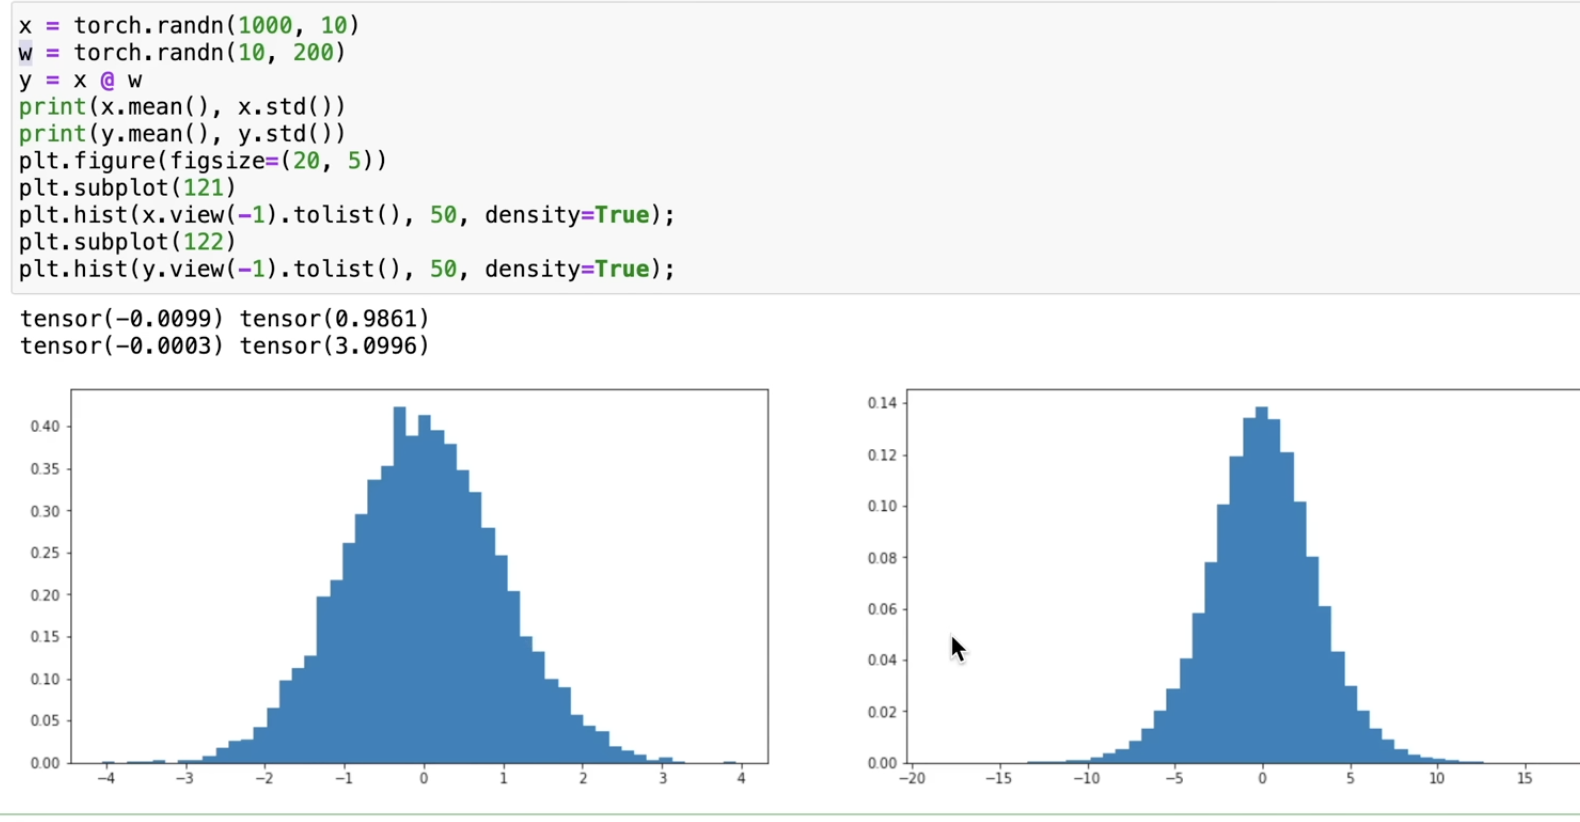 x = torch.randn(1000, 10)
w = torch.randn(10, 200)
y = x @ w
print(x.mean(), x.std())
print(y.mean(), y.std())
plt.figure(figsize=(20, 5))
plt.subplot(121)
plt.hist(x.view(-1).tolist(), 50, density=True);
plt.subplot(122)
plt.hist(y.view(-1).tolist(), 50, density=True);
tensor(-0.0099) tensor(0.9861)
tensor(-0.0003) tensor(3.0996)
0.40
0.35
0.30
0.25
0.20
0.15
0.10
0.05
0.00
−4 −3 −2 −1 0 1 2 3 4
0.14
0.12
0.10
0.08
0.06
0.04
0.02
0.00
−20 −15 −10 −5 0 5 10 15